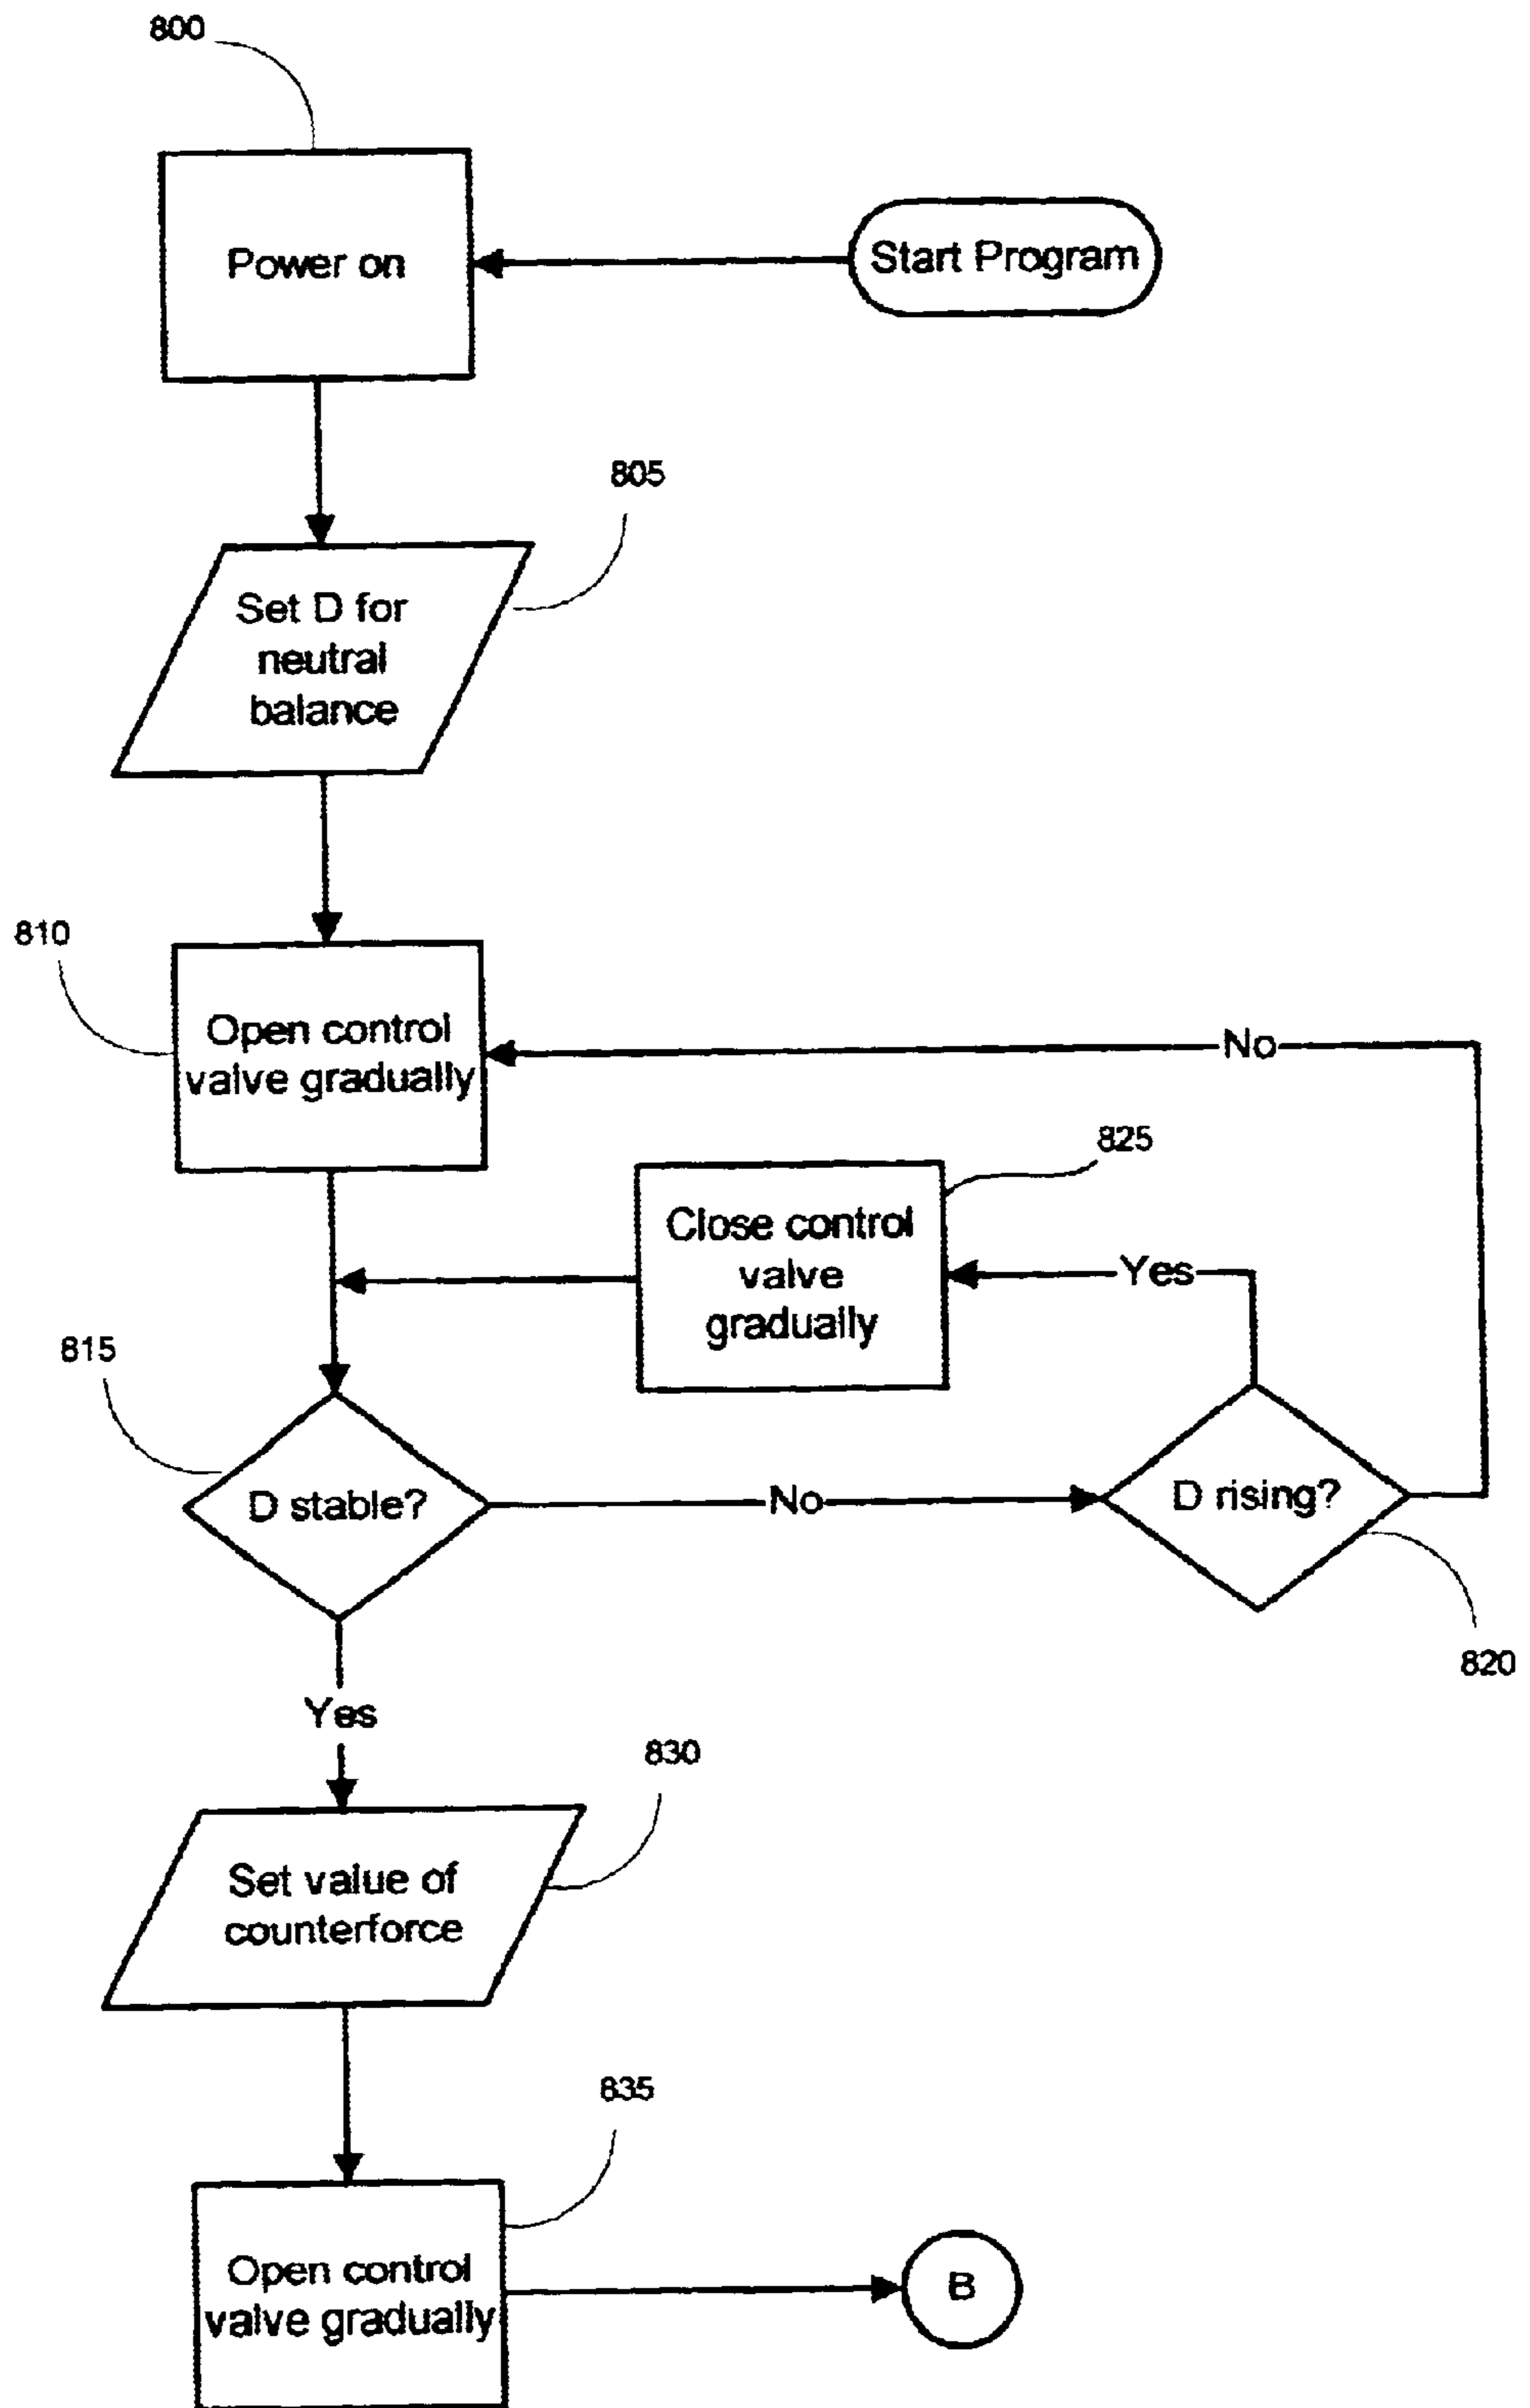 800
Power on
Start Program
805
Set D for
neutral
balance
810
Open control
valve gradually
No
825
Close control
valve
gradually
Yes
815
D stable?
No
D rising?
820
Yes
830
Set value of
counterforce
835
Open control
valve gradually
B